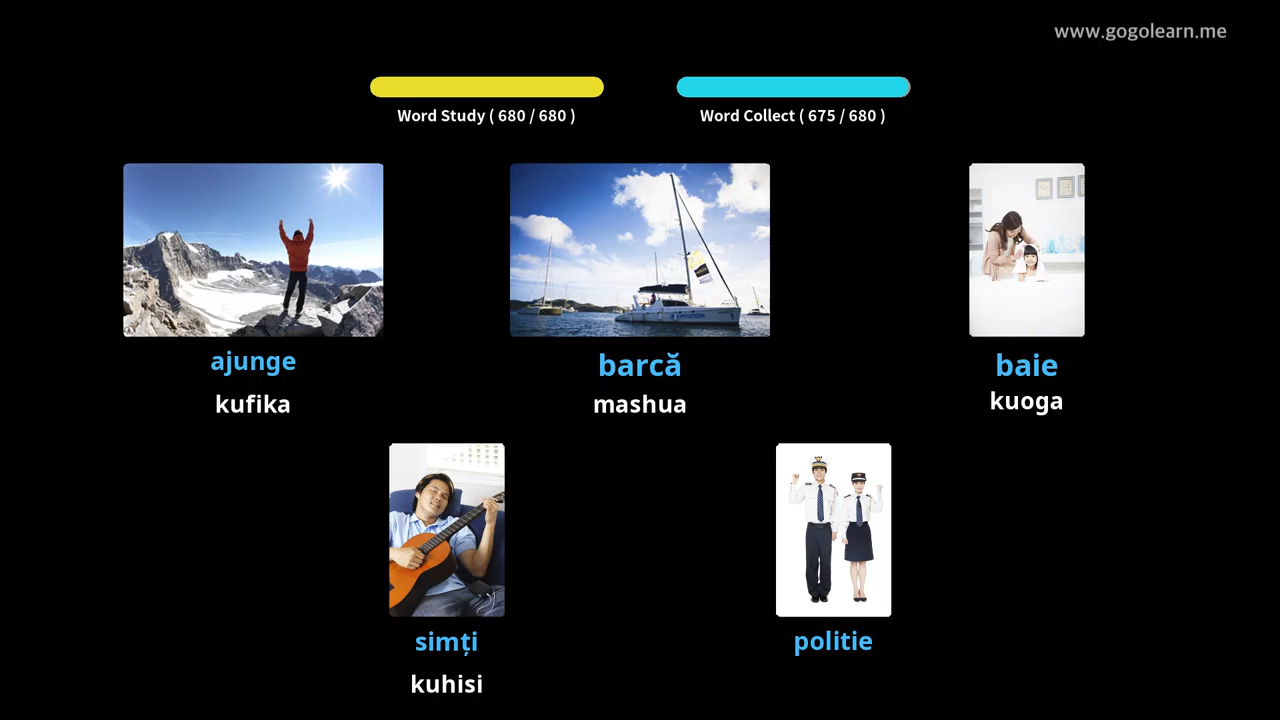 www.gogolearn.me
Word Study ( 680 / 680 )
Word Collect ( 675 / 680 )
ajunge
kufika
barcă
mashua
baie
kuoga
simți
kuhisi
politie